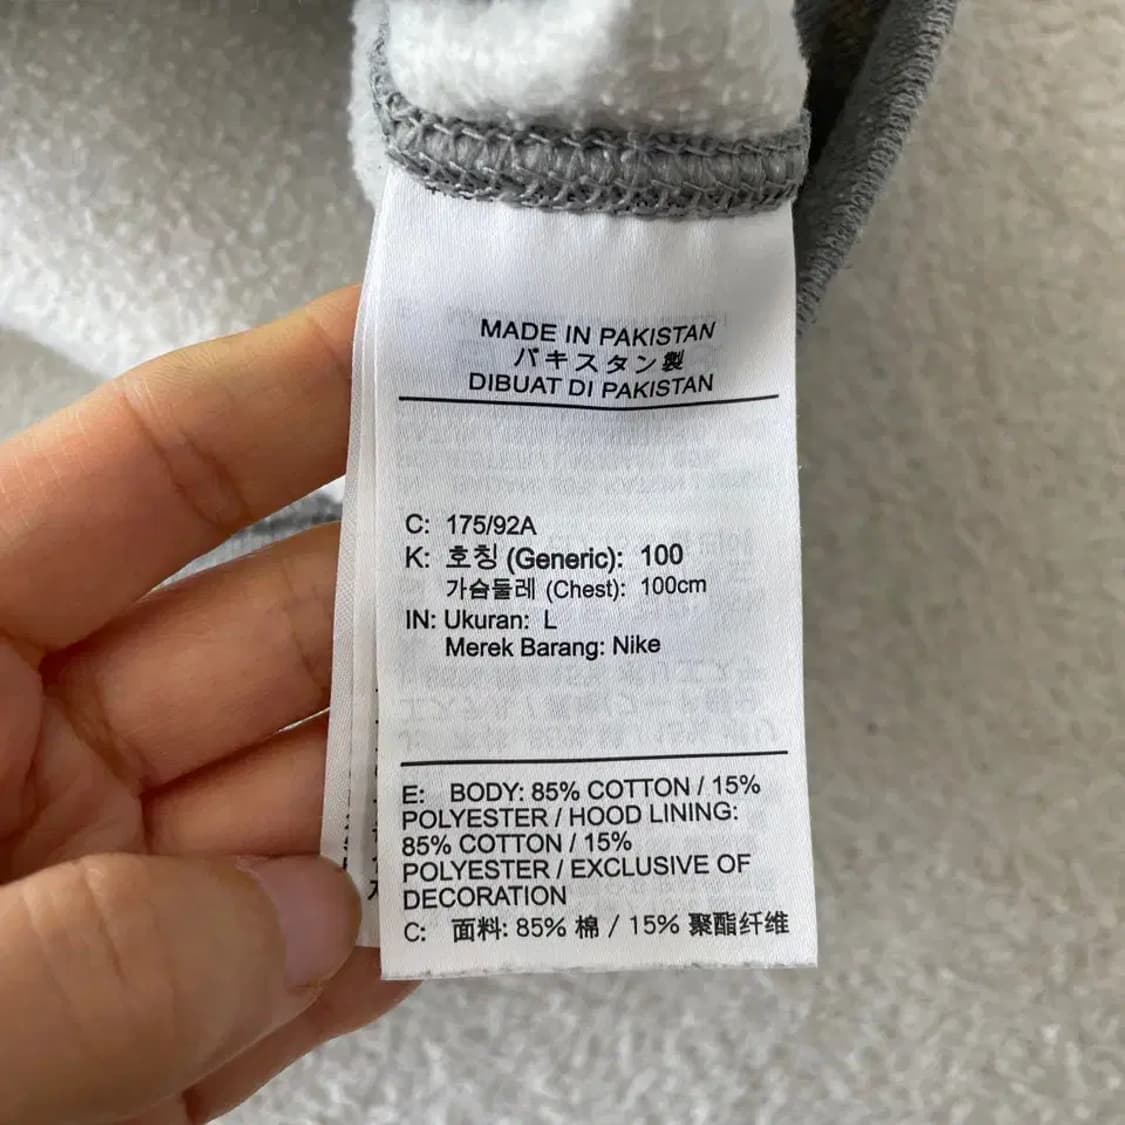 MADE IN PAKISTAN
パキスタン製
DIBUAT DI PAKISTAN
C: 175/92A
K: 호칭 (Generic): 100
가슴둘레 (Chest): 100cm
IN: Ukuran: L
Merek Barang: Nike
E: BODY: 85% COTTON / 15%
POLYESTER / HOOD LINING:
85% COTTON / 15%
POLYESTER / EXCLUSIVE OF
DECORATION
C: 面料: 85% 棉 / 15% 聚酯纤维